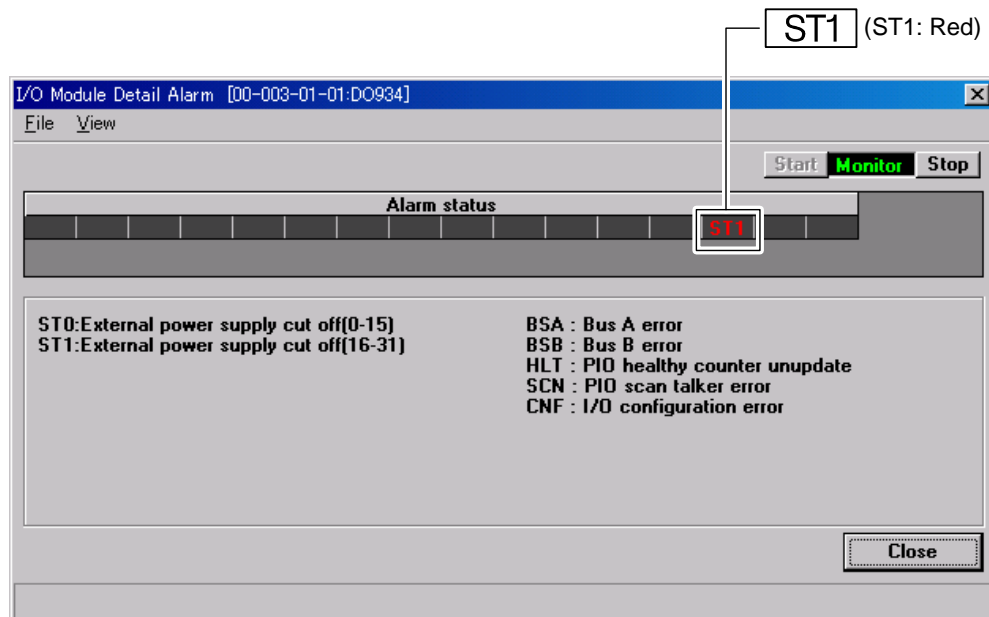 ST1 (ST1: Red)
I/O Module Detail Alarm [00-003-01-01:DO934]
File View
Start Monitor Stop
Alarm status
ST1
ST0:External power supply cut off(0-15)
ST1:External power supply cut off(16-31)
BSA : Bus A error
BSB : Bus B error
HLT : PIO healthy counter unupdate
SCN : PIO scan talker error
CNF : I/O configuration error
Close